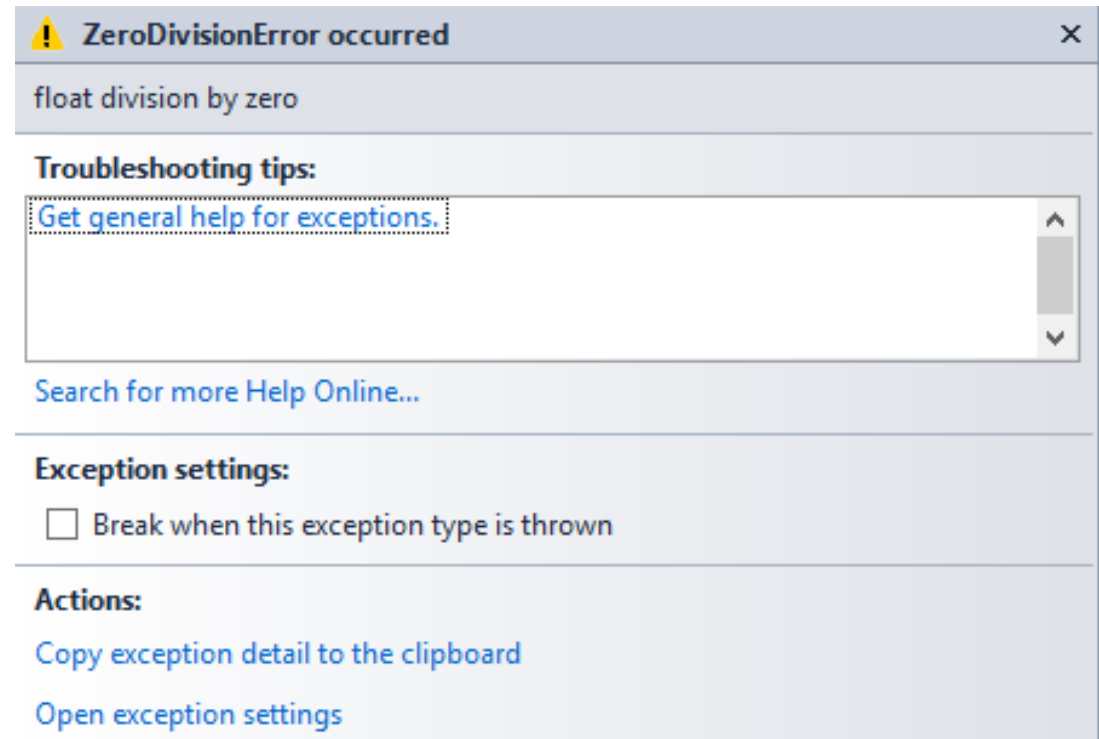 ZeroDivisionError occurred
float division by zero
Troubleshooting tips:
Get general help for exceptions.
Search for more Help Online...
Exception settings:
Break when this exception type is thrown
Actions:
Copy exception detail to the clipboard
Open exception settings